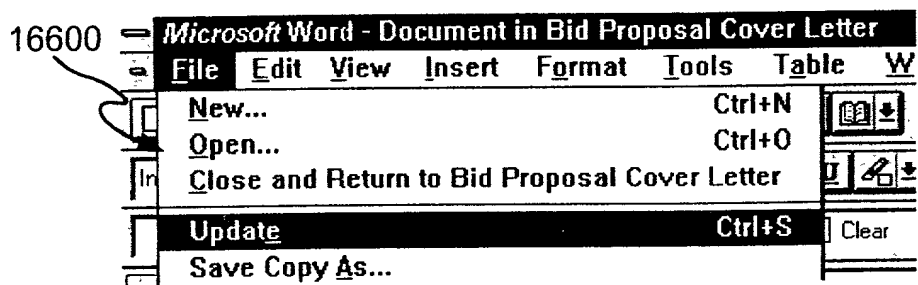 16600
Microsoft Word - Document in Bid Proposal Cover Letter
File Edit View Insert Format Tools Table W
New... Ctrl+N
Open... Ctrl+O
In
Close and Return to Bid Proposal Cover Letter U
Update Ctrl+S Clear
Save Copy As...